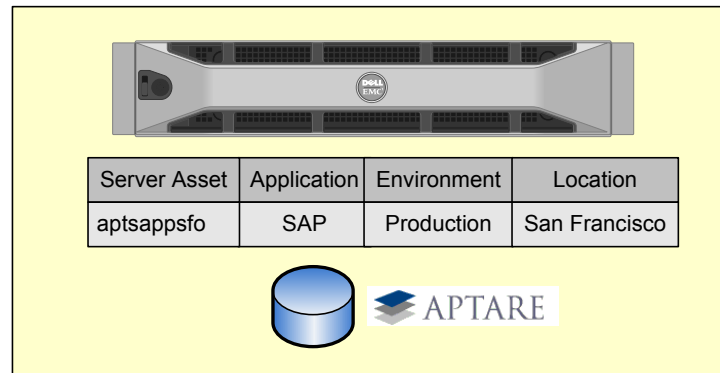 DELL
EMC
Server Asset Application Environment Location
aptsappsfo SAP Production San Francisco
APTARE